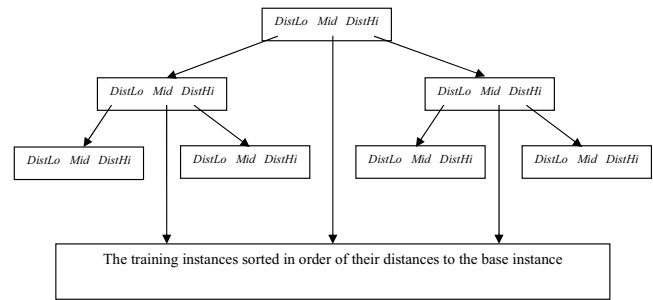 DistLo Mid DistHi
DistLo Mid DistHi
DistLo Mid DistHi
DistLo Mid DistHi
DistLo Mid DistHi
DistLo Mid DistHi
DistLo Mid DistHi
The training instances sorted in order of their distances to the base instance